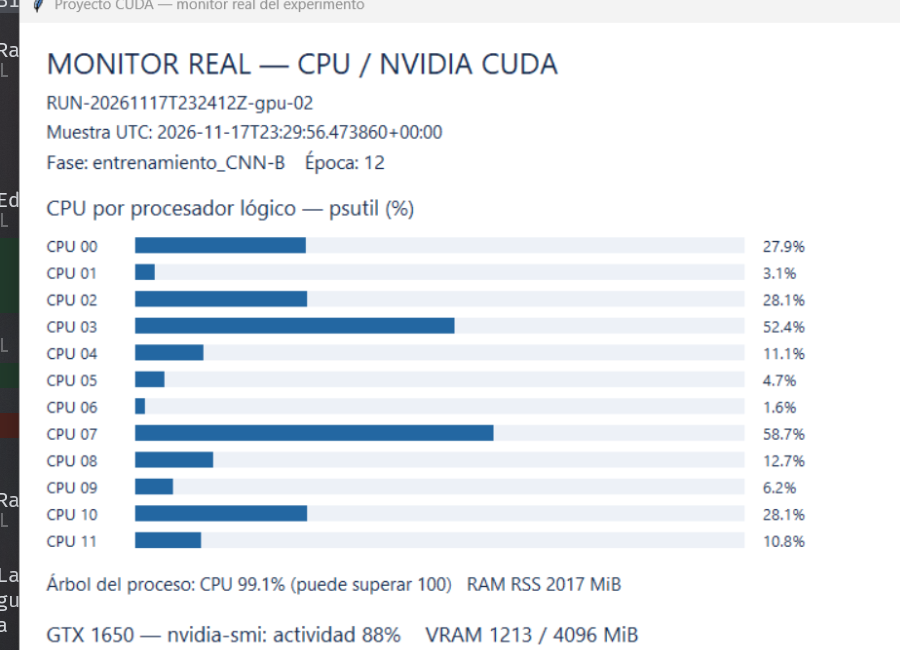 Proyecto CUDA — monitor real del experimento
MONITOR REAL — CPU / NVIDIA CUDA
RUN-20261117T232412Z-gpu-02
Muestra UTC: 2026-11-17T23:29:56.473860+00:00
Fase: entrenamiento_CNN-B Época: 12
CPU por procesador lógico — psutil (%)
CPU 00 27.9%
CPU 01 3.1%
CPU 02 28.1%
CPU 03 52.4%
CPU 04 11.1%
CPU 05 4.7%
CPU 06 1.6%
CPU 07 58.7%
CPU 08 12.7%
CPU 09 6.2%
CPU 10 28.1%
CPU 11 10.8%
Árbol del proceso: CPU 99.1% (puede superar 100) RAM RSS 2017 MiB
GTX 1650 — nvidia-smi: actividad 88% VRAM 1213 / 4096 MiB